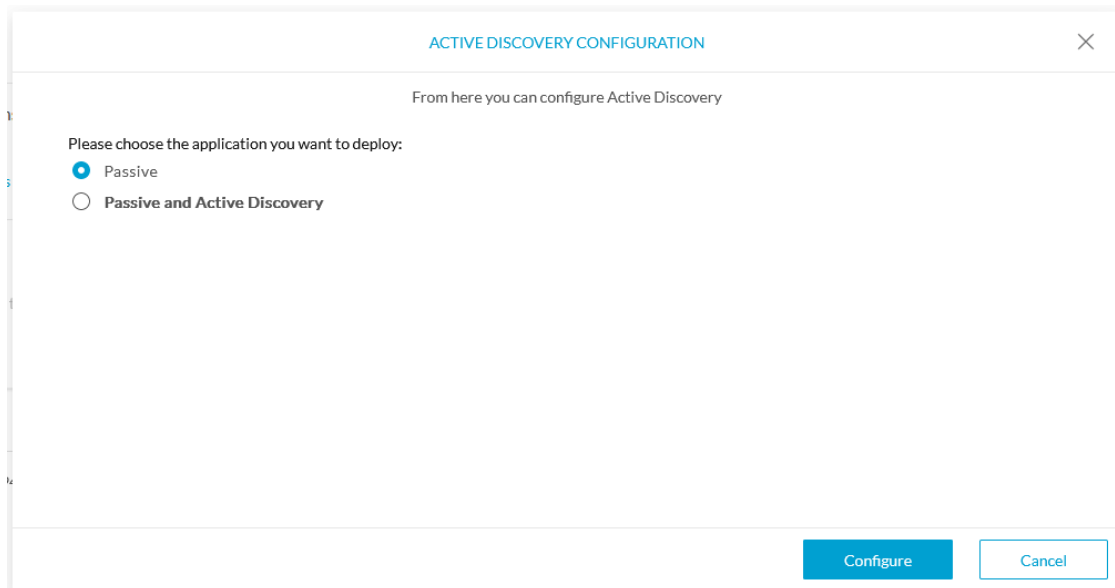 ACTIVE DISCOVERY CONFIGURATION
From here you can configure Active Discovery
Please choose the application you want to deploy:
Passive
Passive and Active Discovery
Configure
Cancel